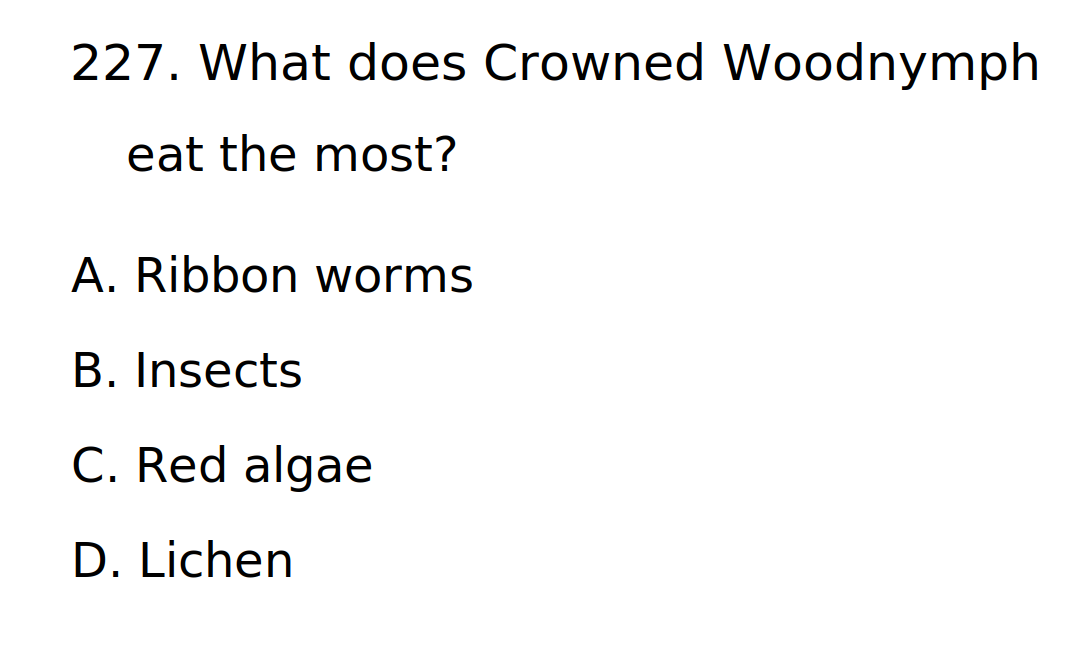 227. What does Crowned Woodnymph
eat the most?
A. Ribbon worms
B. Insects
C. Red algae
D. Lichen